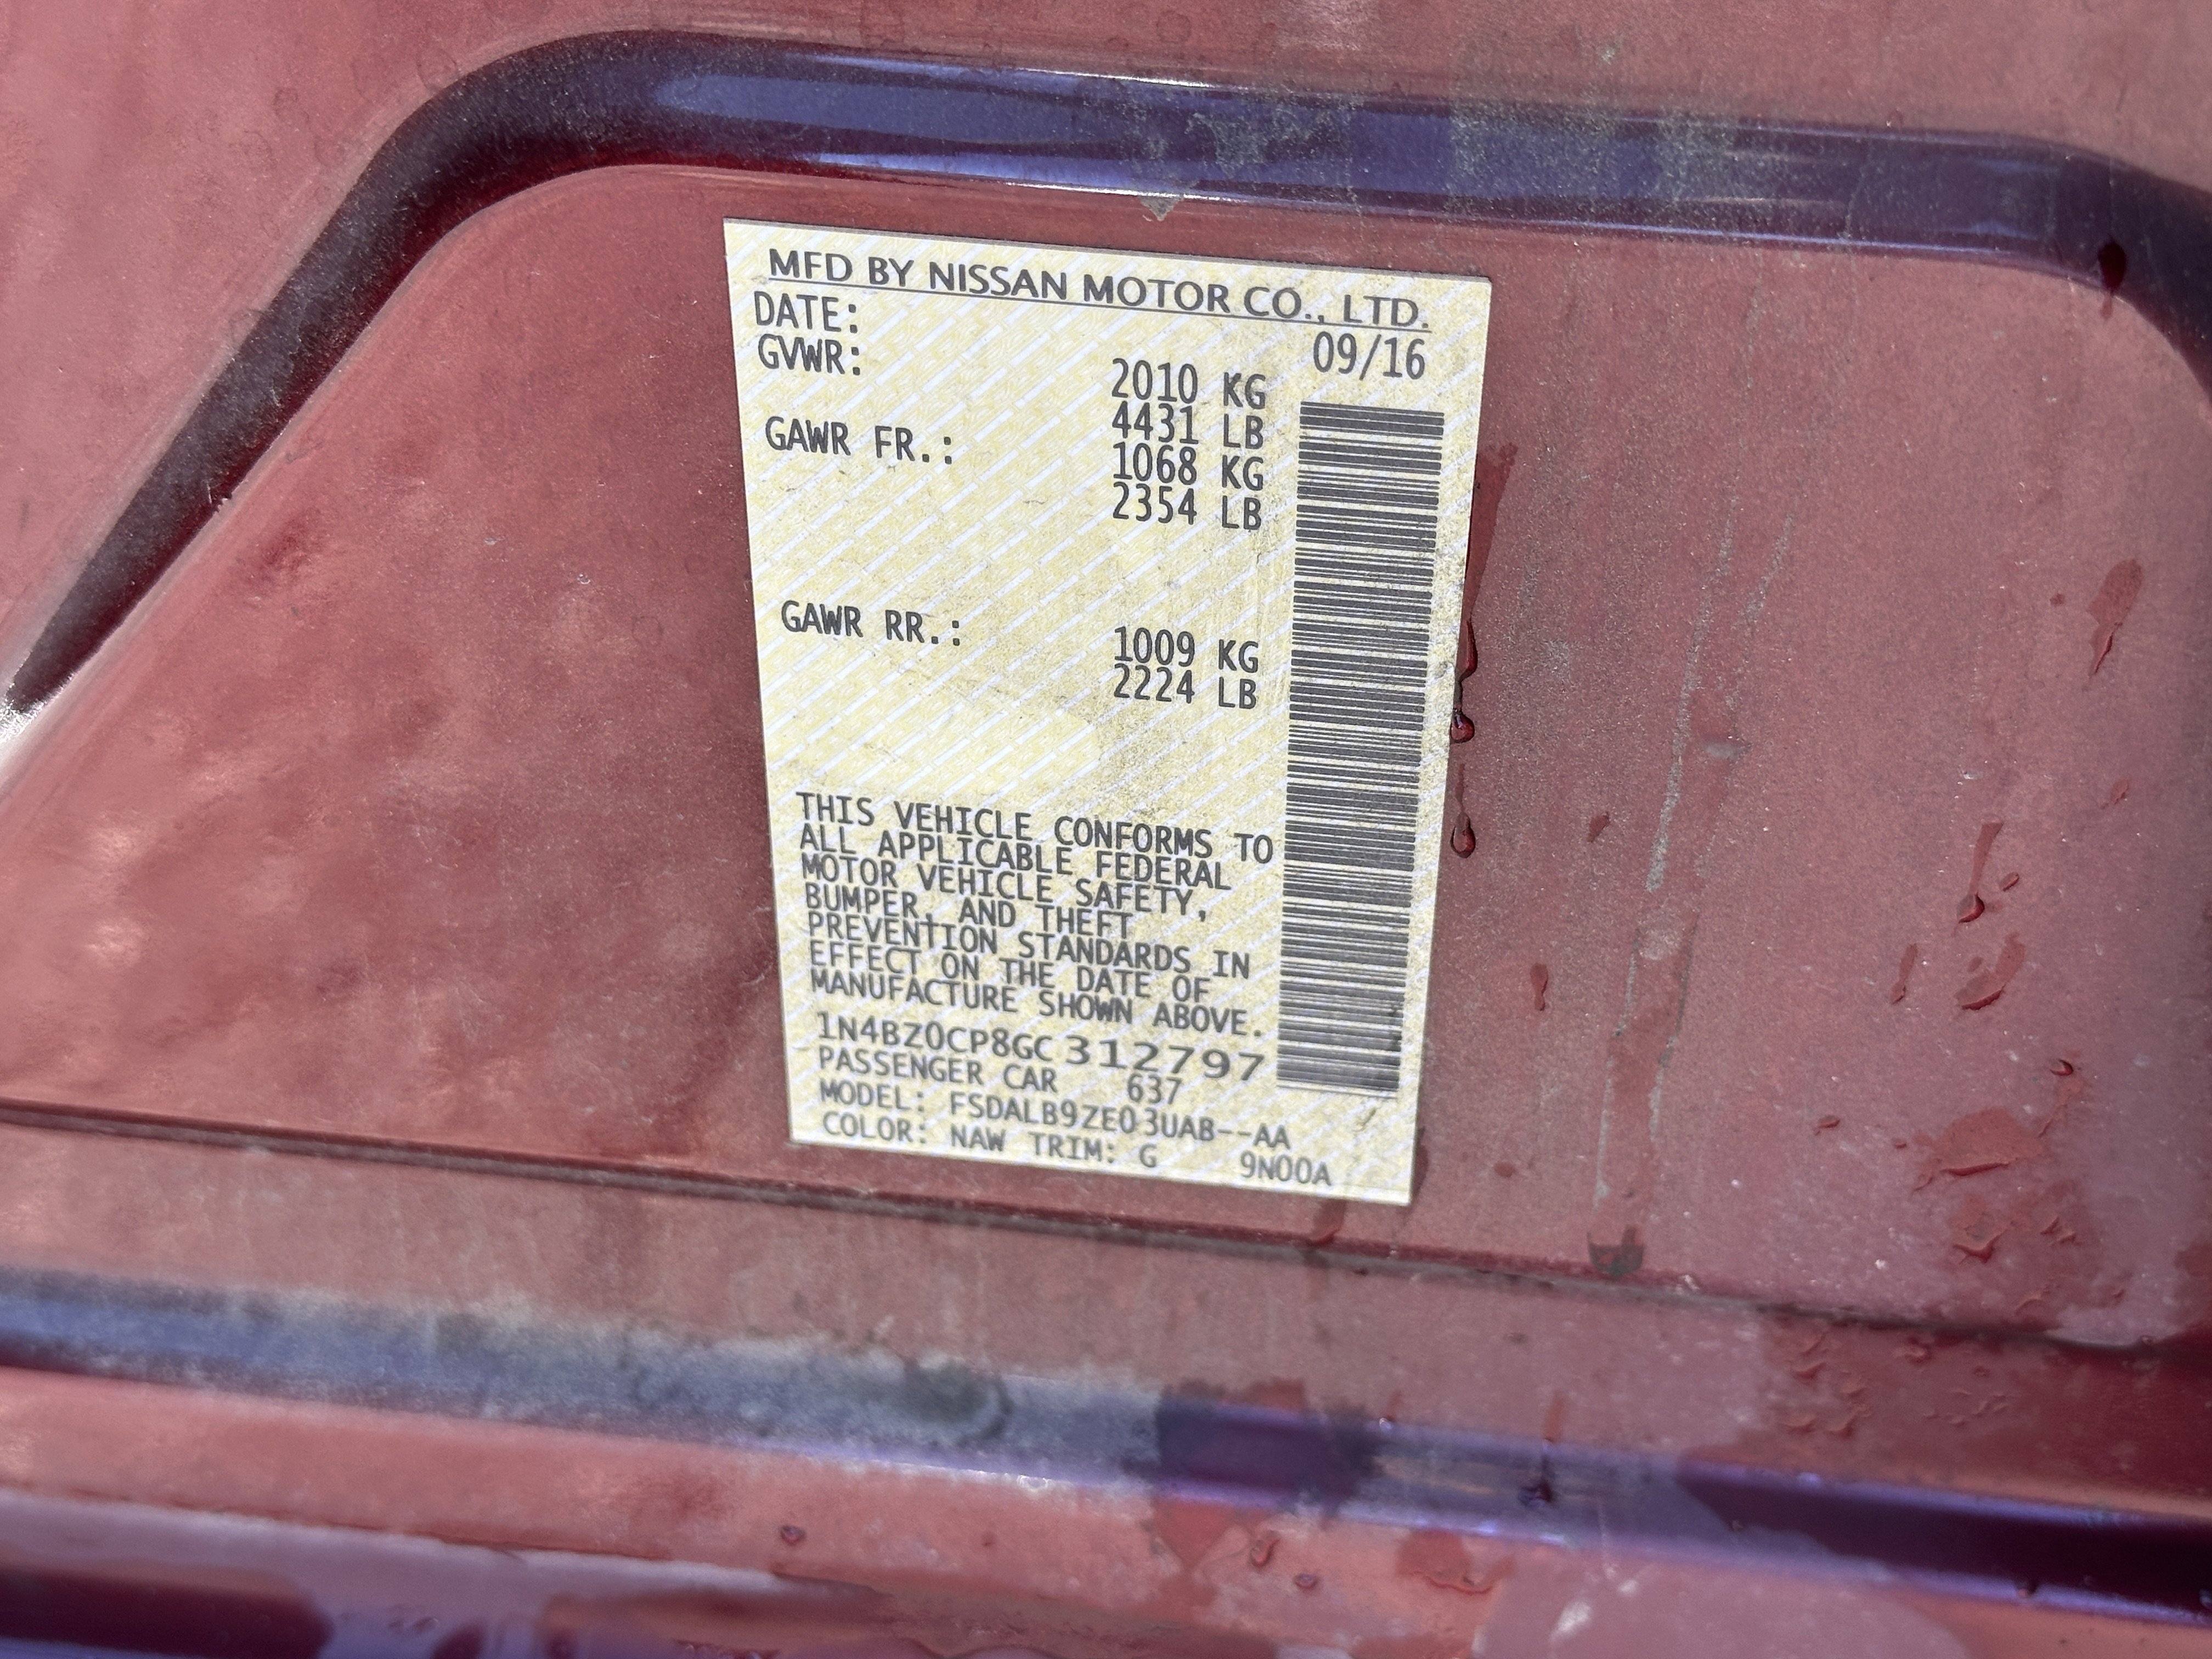 MFD BY NISSAN MOTOR CO., LTD.
DATE: 09/16
GVWR: 2010 KG
4431 LB
GAWR FR.: 1068 KG
2354 LB
GAWR RR.: 1009 KG
2224 LB
THIS VEHICLE CONFORMS TO
ALL APPLICABLE FEDERAL
MOTOR VEHICLE SAFETY,
BUMPER, AND THEFT
PREVENTION STANDARDS IN
EFFECT ON THE DATE OF
MANUFACTURE SHOWN ABOVE.
1N4BZ0CP8GC312797
PASSENGER CAR 637
MODEL: FSDALB9ZE03UAB--AA
COLOR: NAW TRIM: G 9N00A